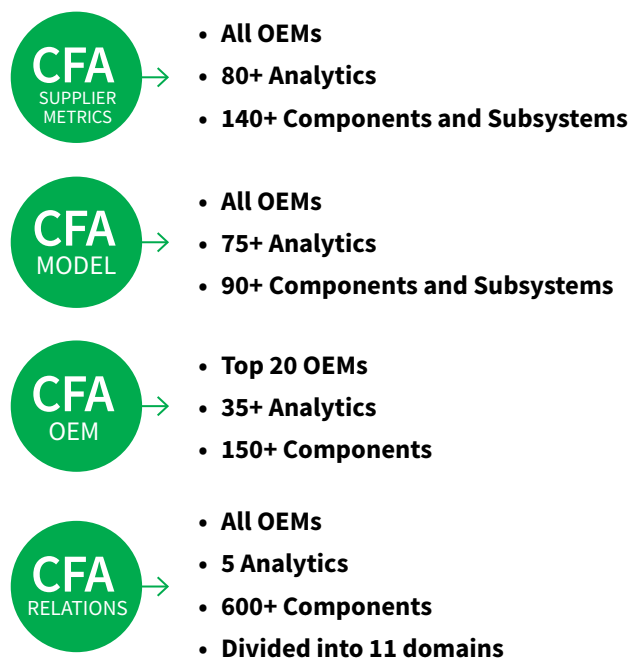 CFA
SUPPLIER
METRICS
• All OEMs
• 80+ Analytics
• 140+ Components and Subsystems
CFA
MODEL
• All OEMs
• 75+ Analytics
• 90+ Components and Subsystems
CFA
OEM
• Top 20 OEMs
• 35+ Analytics
• 150+ Components
CFA
RELATIONS
• All OEMs
• 5 Analytics
• 600+ Components
• Divided into 11 domains